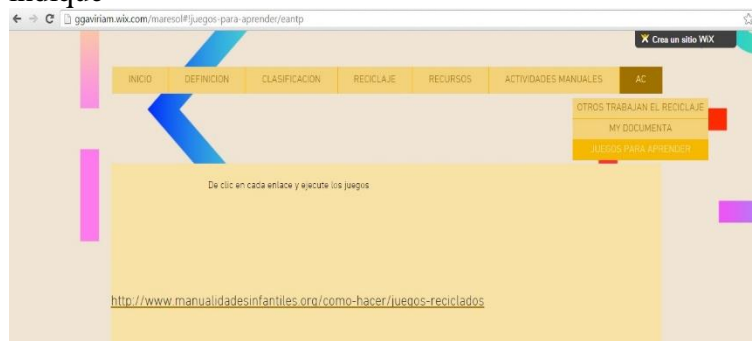 indique
ggaviriam.wix.com/maresol#!juegos-para-aprender/eantp
X Crea un sitio WiX
INICIO DEFINICION CLASIFICACION RECICLAJE RECURSOS ACTIVIDADES MANUALES AC
OTROS TRABAJAN EL RECICLAJE
MY DOCUMENTA
JUEGOS PARA APRENDER
De clic en cada enlace y ejecute los juegos
http://www.manualidadesinfantiles.org/como-hacer/juegos-reciclados